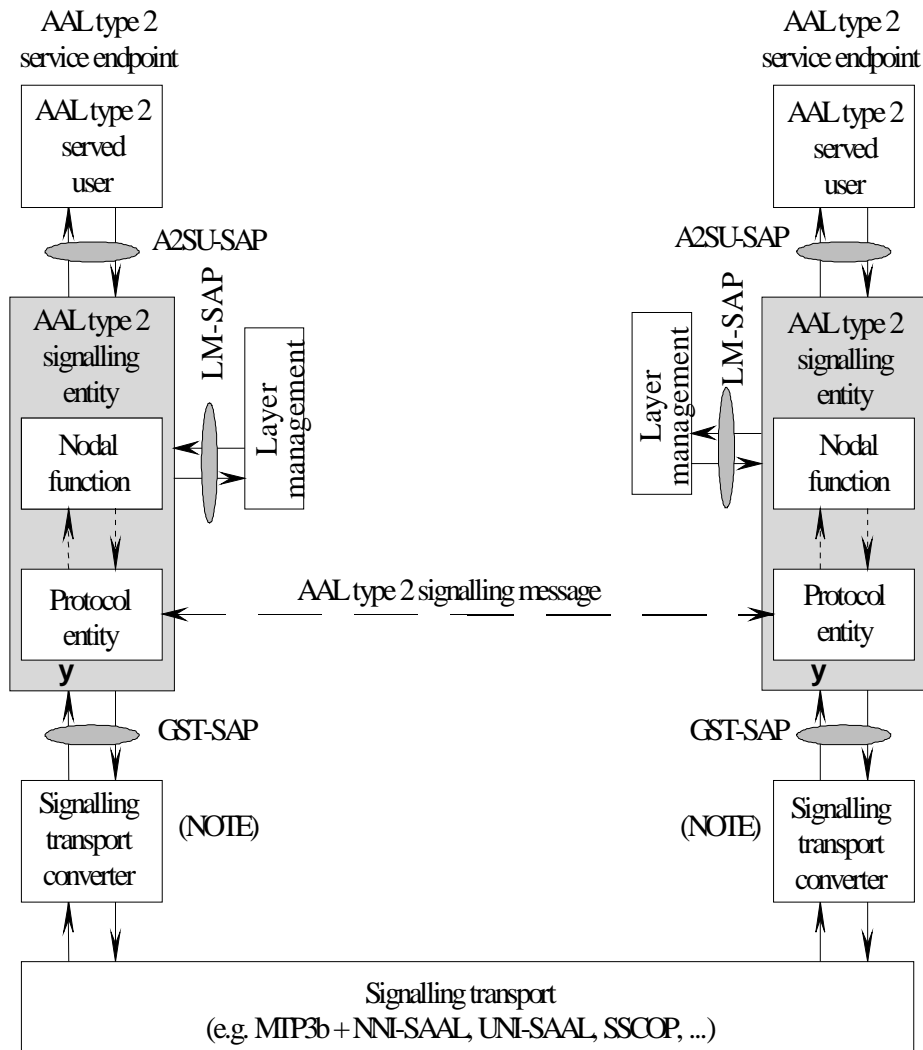 AAL type 2
service endpoint
AAL type 2
service endpoint
AAL type 2
served
user
AAL type 2
served
user
A2SU-SAP
A2SU-SAP
AAL type 2
signalling
entity
LM-SAP
Layer
management
Layer
management
LM-SAP
AAL type 2
signalling
entity
Nodal
function
Nodal
function
AAL type 2 signalling message
Protocol
entity
Protocol
entity
y
y
GST-SAP
GST-SAP
Signalling
transport
converter
(NOTE)
(NOTE)
Signalling
transport
converter
Signalling transport
(e.g. MTP3b + NNI-SAAL, UNI-SAAL, SSCOP, ...)